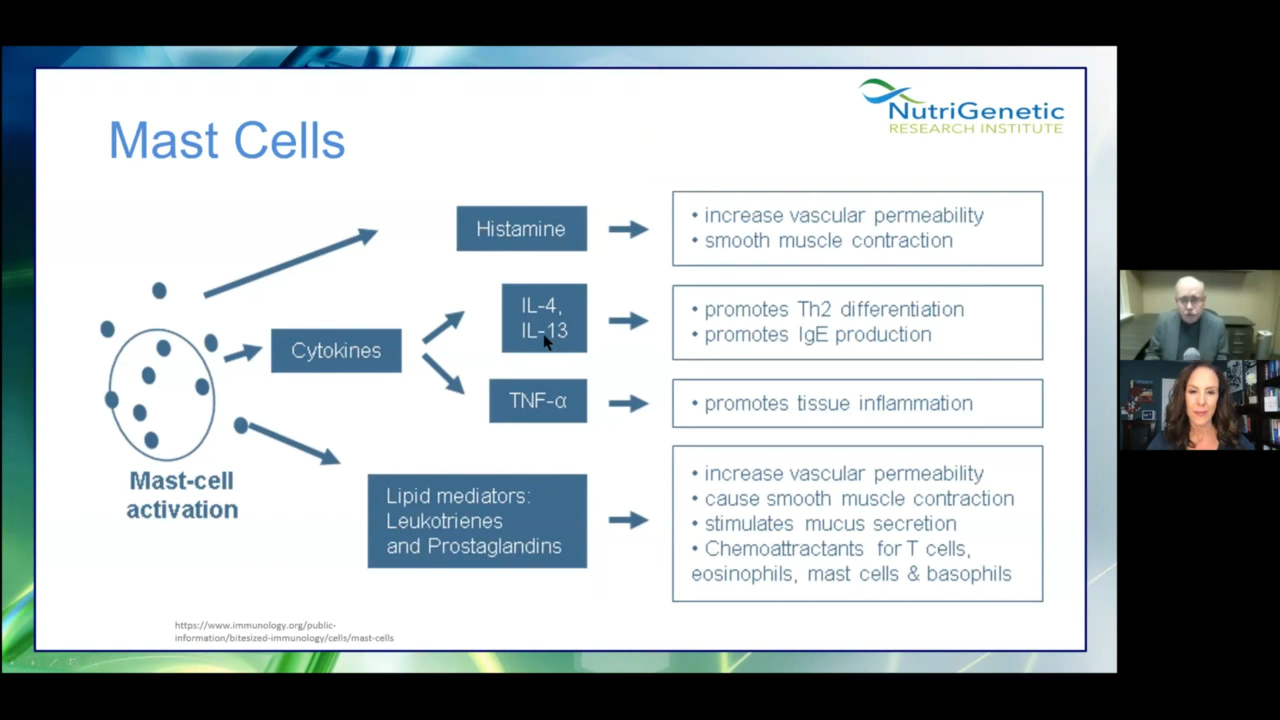 NutriGenetic
RESEARCH INSTITUTE
Mast Cells
Histamine
• increase vascular permeability
• smooth muscle contraction
Cytokines
IL-4,
IL-13
• promotes Th2 differentiation
• promotes IgE production
TNF-α
• promotes tissue inflammation
Mast-cell
activation
Lipid mediators:
Leukotrienes
and Prostaglandins
• increase vascular permeability
• cause smooth muscle contraction
• stimulates mucus secretion
• Chemoattractants for T cells,
eosinophils, mast cells & basophils
https://www.immunology.org/public-
information/bitesized-immunology/cells/mast-cells